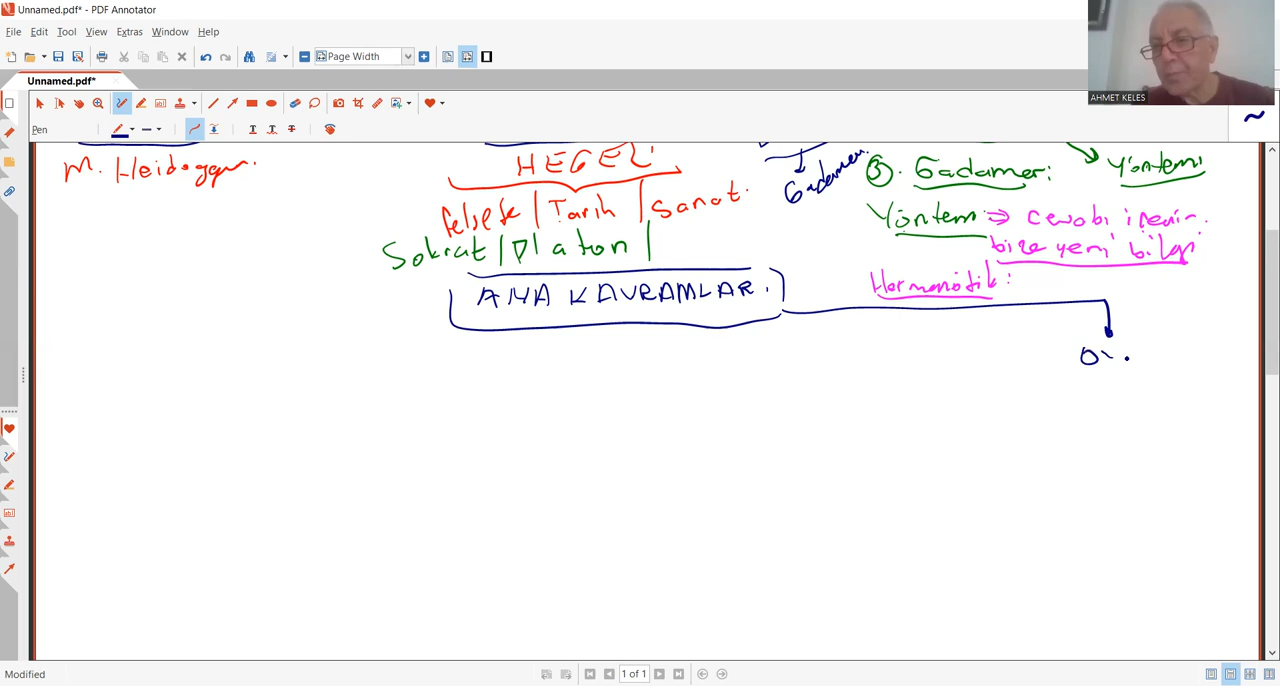 Unnamed.pdf* - PDF Annotator
File Edit Tool View Extras Window Help
Page Width
Unnamed.pdf*
AHMET KELES
Pen
M. Heidegger.
HEGEL:
felsefe | Tarih | Sanat.
Sokrat | Platon |
ANA KAVRAMLAR.
Gadamer
3. Gadamer:
Yöntemi
Yöntem ⇒ cevabı içerir.
bize yeni bilgi
Hermenötik:
Modified
1 of 1